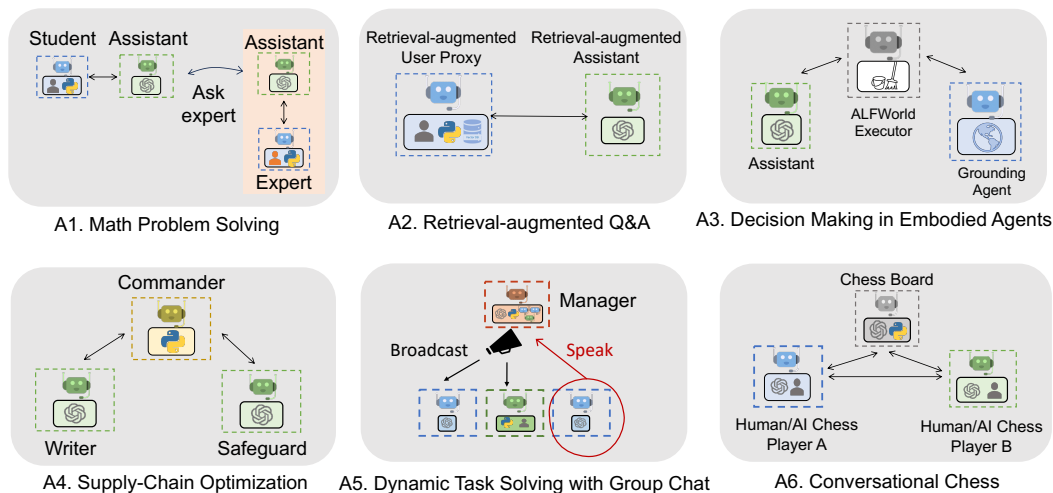 Student
Assistant
Assistant
Ask
expert
Expert
A1. Math Problem Solving
Retrieval-augmented
User Proxy
Retrieval-augmented
Assistant
A2. Retrieval-augmented Q&A
ALFWorld
Executor
Assistant
Grounding
Agent
A3. Decision Making in Embodied Agents
Commander
Writer
Safeguard
A4. Supply-Chain Optimization
Manager
Broadcast
Speak
A5. Dynamic Task Solving with Group Chat
Chess Board
Human/AI Chess
Player A
Human/AI Chess
Player B
A6. Conversational Chess